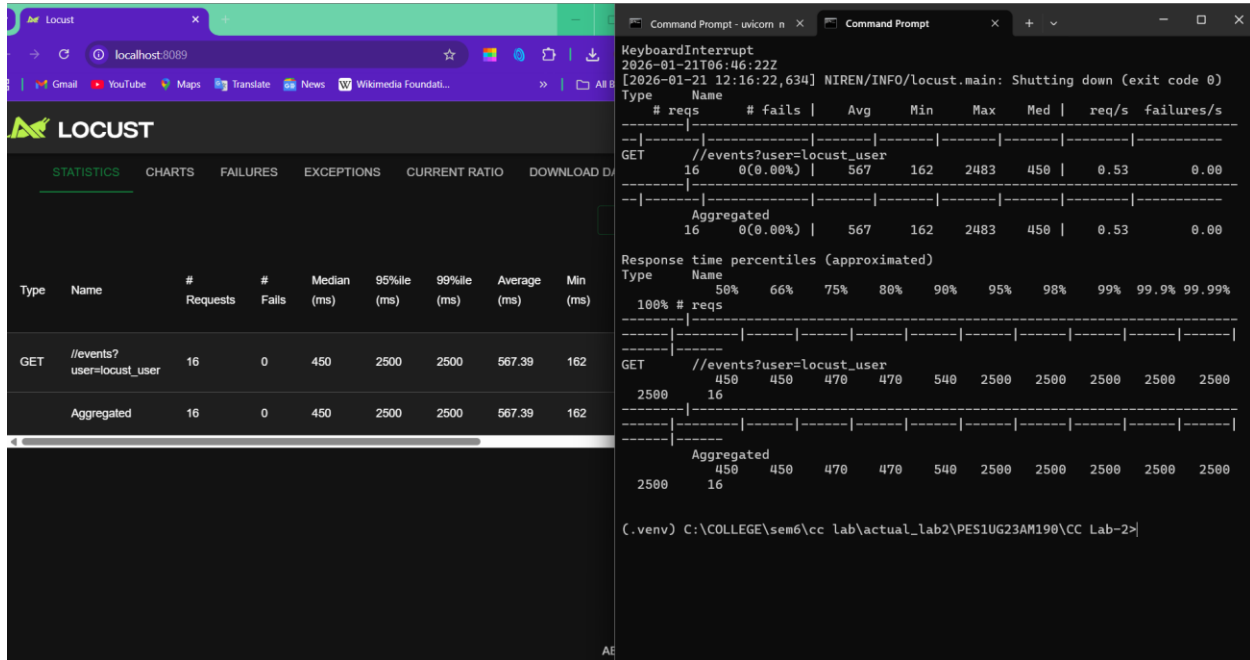 Locust
localhost:8089
Gmail YouTube Maps Translate News Wikimedia Foundati... » All B
LOCUST
STATISTICS CHARTS FAILURES EXCEPTIONS CURRENT RATIO DOWNLOAD DA
Type Name # Requests # Fails Median (ms) 95%ile (ms) 99%ile (ms) Average (ms) Min (ms)
GET //events?user=locust_user 16 0 450 2500 2500 567.39 162
Aggregated 16 0 450 2500 2500 567.39 162
AB
Command Prompt - uvicorn n Command Prompt
KeyboardInterrupt
2026-01-21T06:46:22Z
[2026-01-21 12:16:22,634] NIREN/INFO/locust.main: Shutting down (exit code 0)
Type Name
# reqs # fails | Avg Min Max Med | req/s failures/s
--------|------------------------------------------------------------
--|-------|-------------|-------|-------|-------|-------|--------|-----------
GET //events?user=locust_user
16 0(0.00%) | 567 162 2483 450 | 0.53 0.00
--------|------------------------------------------------------------
--|-------|-------------|-------|-------|-------|-------|--------|-----------
Aggregated
16 0(0.00%) | 567 162 2483 450 | 0.53 0.00
Response time percentiles (approximated)
Type Name
50% 66% 75% 80% 90% 95% 98% 99% 99.9% 99.99%
100% # reqs
--------|------------------------------------------------------------
------|--------|------|------|------|------|------|------|------|------|
------|------
GET //events?user=locust_user
450 450 470 470 540 2500 2500 2500 2500 2500
2500 16
--------|------------------------------------------------------------
------|--------|------|------|------|------|------|------|------|------|
------|------
Aggregated
450 450 470 470 540 2500 2500 2500 2500 2500
2500 16
(.venv) C:\COLLEGE\sem6\cc lab\actual_lab2\PES1UG23AM190\CC Lab-2>